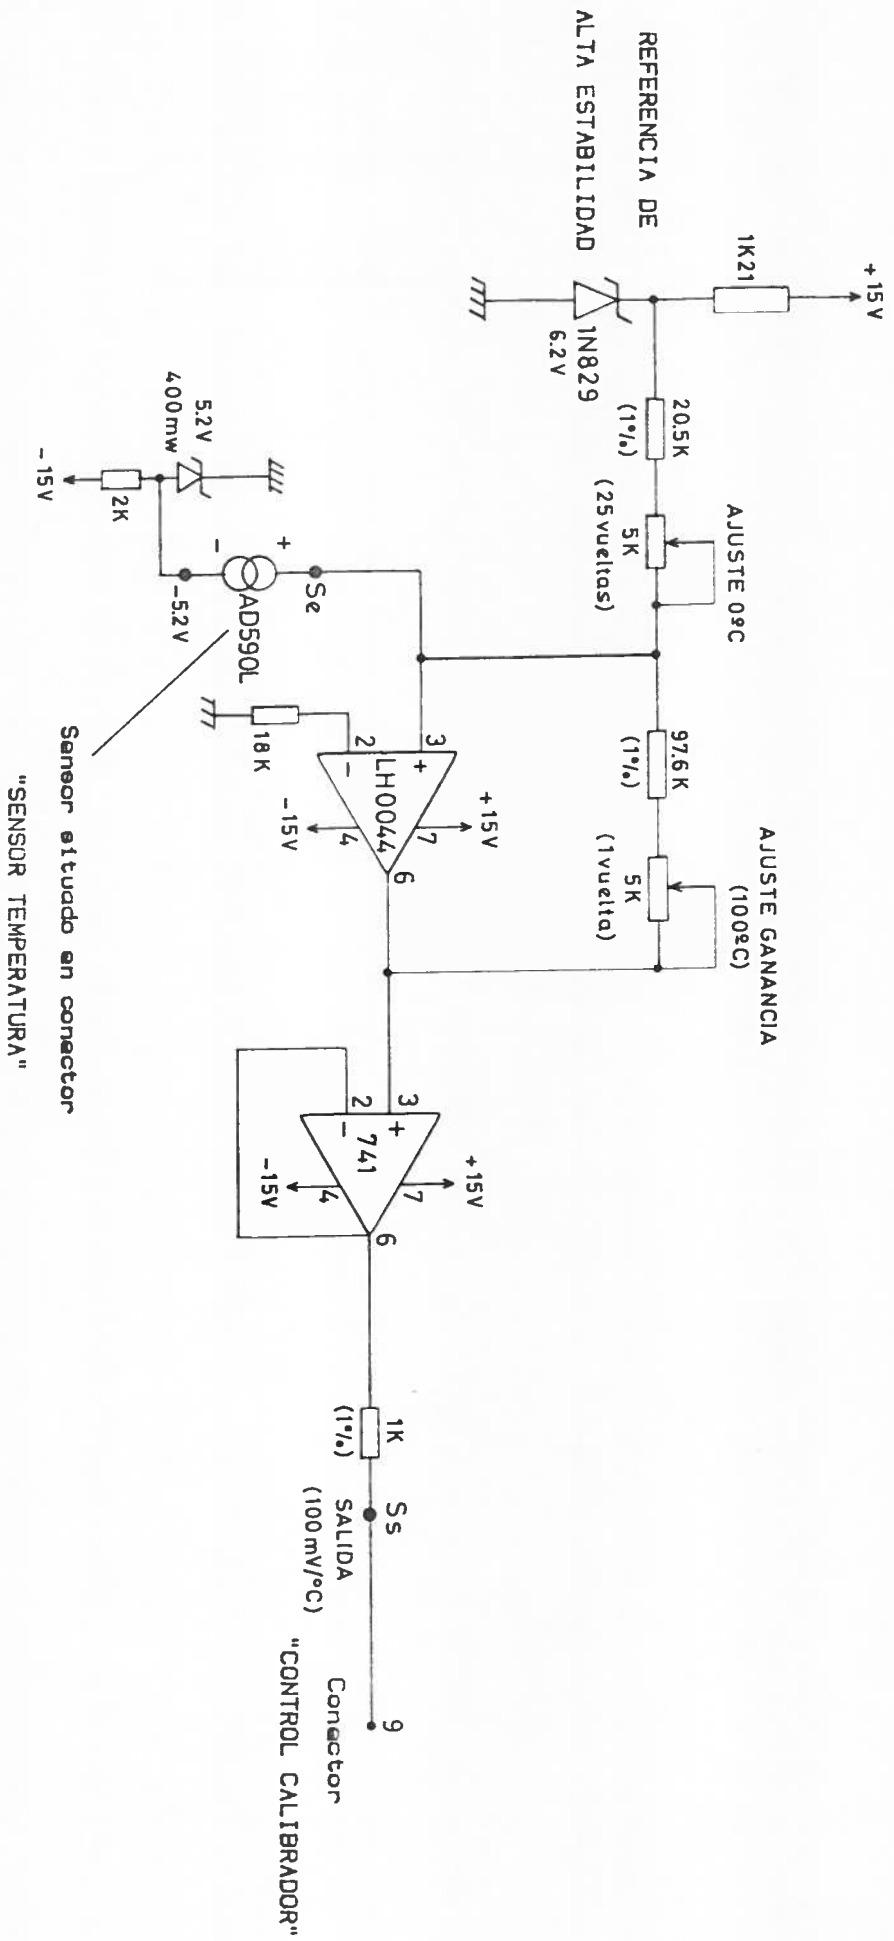 +15V
1K21
REFERENCIA DE
ALTA ESTABILIDAD
1N829
6.2V
20.5K
(1%)
AJUSTE 0ºC
5K
(25vueltas)
97.6K
(1%)
AJUSTE GANANCIA
(100ºC)
5K
(1vuelta)
5.2V
400mw
2K
-15V
-5.2V
+
-
Se
AD590L
Sensor situado en conector
"SENSOR TEMPERATURA"
18K
3
+
2
-
LH0044
+15V
7
4
-15V
6
3
+
2
-
741
+15V
7
4
-15V
6
1K
(1%)
Ss
SALIDA
(100mV/ºC)
9
Conector
"CONTROL CALIBRADOR"